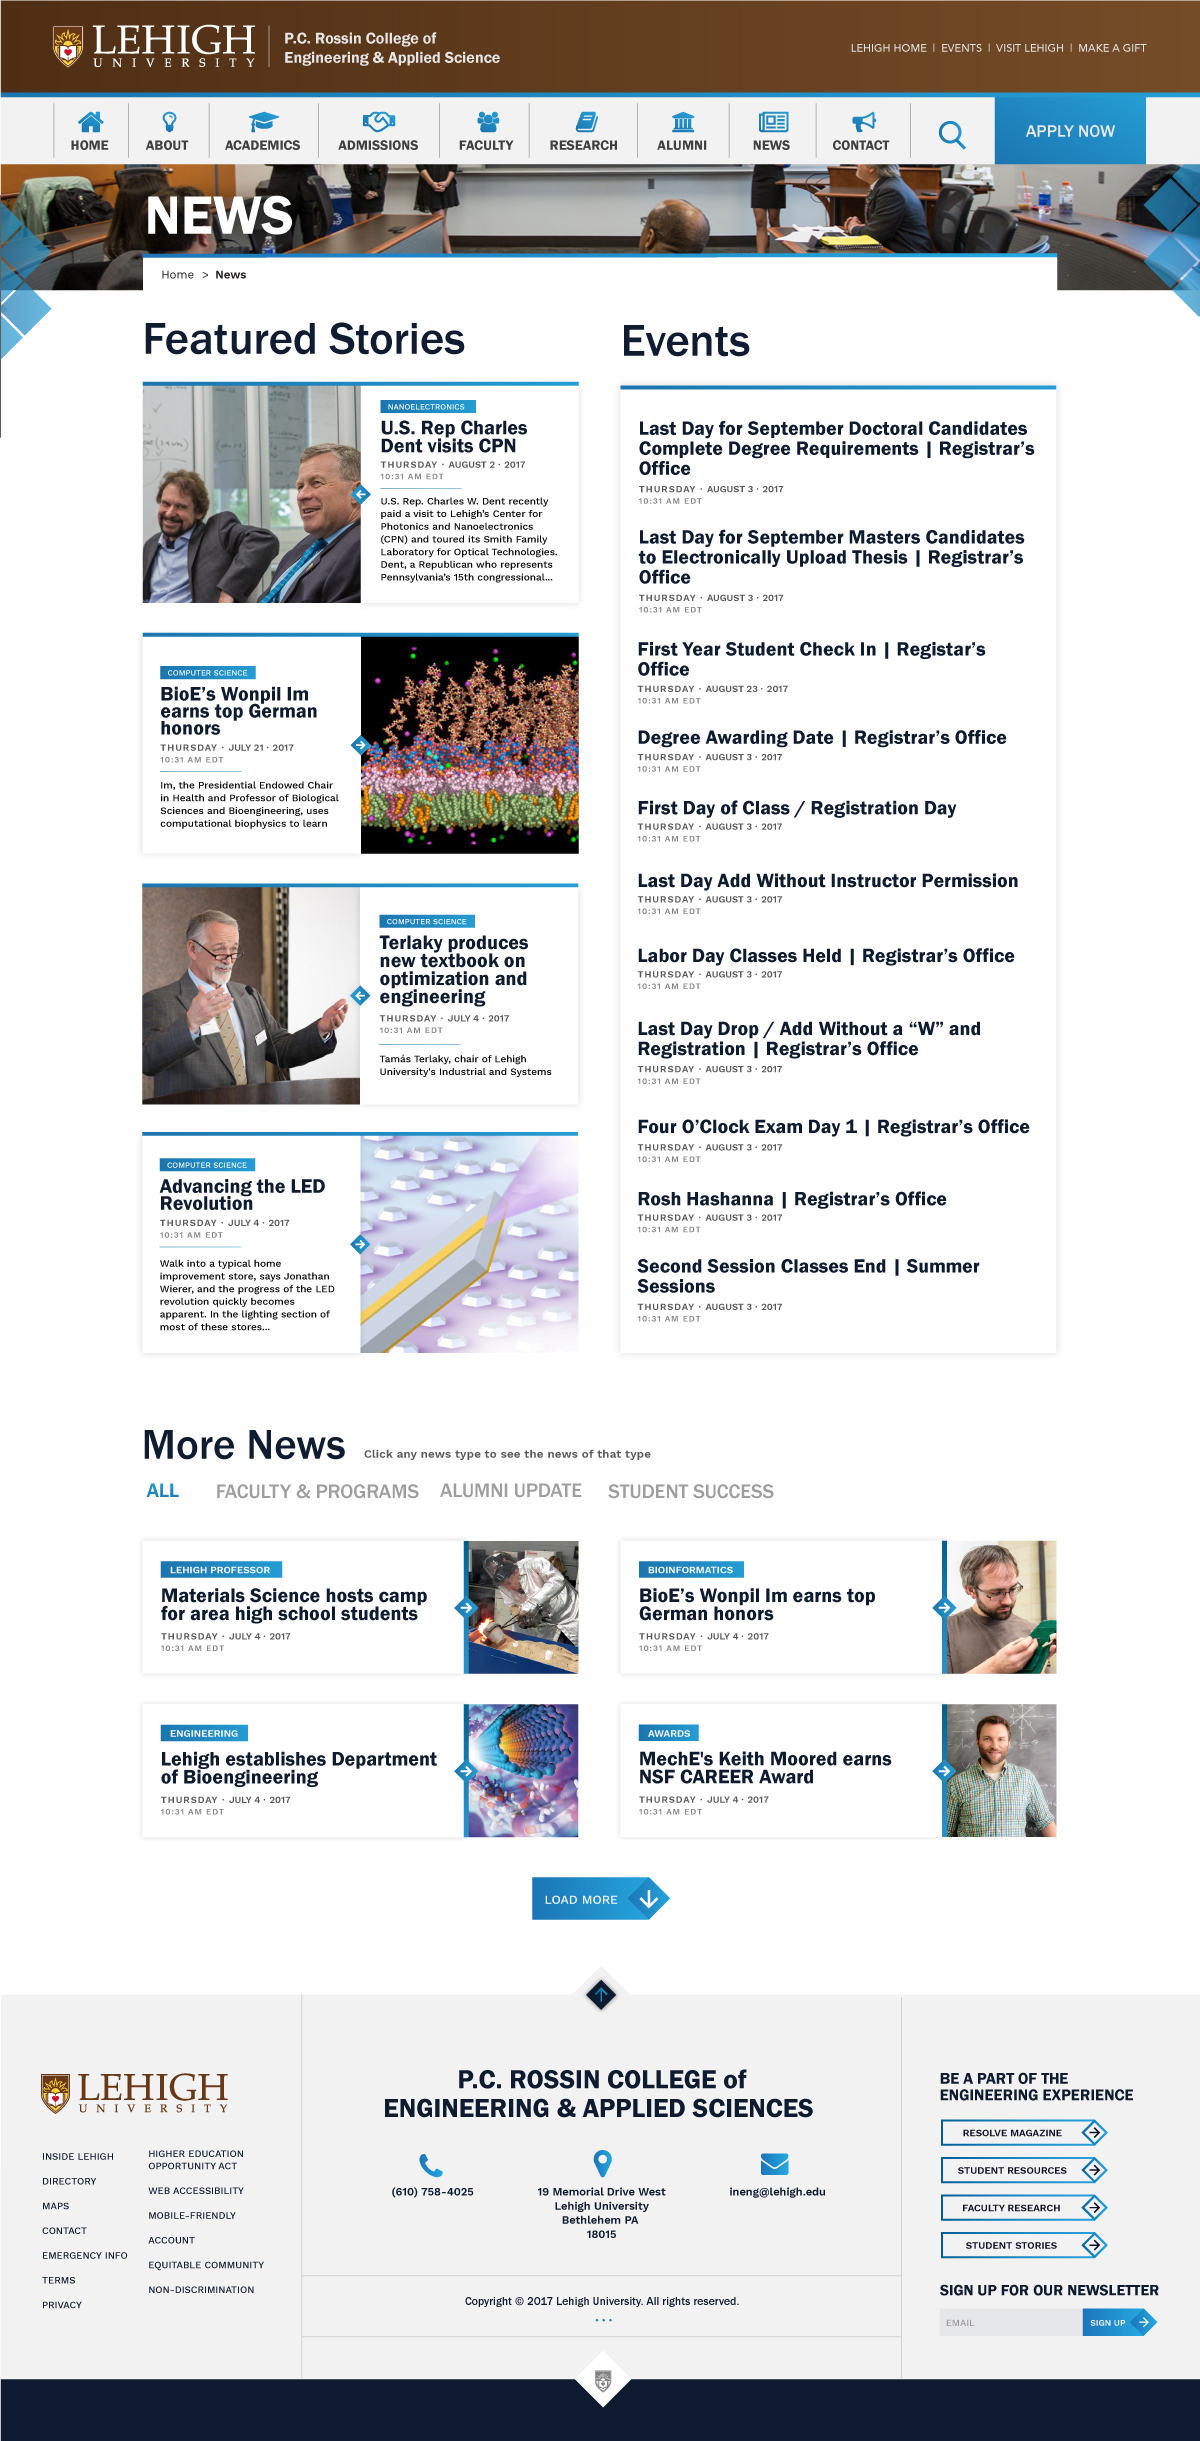 LEHIGH
UNIVERSITY
P.C. Rossin College of
Engineering & Applied Science
LEHIGH HOME | EVENTS | VISIT LEHIGH | MAKE A GIFT
HOME
ABOUT
ACADEMICS
ADMISSIONS
FACULTY
RESEARCH
ALUMNI
NEWS
CONTACT
APPLY NOW
NEWS
Home > News
Featured Stories
NANOELECTRONICS
U.S. Rep Charles
Dent visits CPN
THURSDAY · AUGUST 2 · 2017
10:31 AM EDT
U.S. Rep. Charles W. Dent recently
paid a visit to Lehigh's Center for
Photonics and Nanoelectronics
(CPN) and toured its Smith Family
Laboratory for Optical Technologies.
Dent, a Republican who represents
Pennsylvania's 15th congressional...
COMPUTER SCIENCE
BioE's Wonpil Im
earns top German
honors
THURSDAY · JULY 21 · 2017
10:31 AM EDT
Im, the Presidential Endowed Chair
in Health and Professor of Biological
Sciences and Bioengineering, uses
computational biophysics to learn
COMPUTER SCIENCE
Terlaky produces
new textbook on
optimization and
engineering
THURSDAY · JULY 4 · 2017
10:31 AM EDT
Tamás Terlaky, chair of Lehigh
University's Industrial and Systems
COMPUTER SCIENCE
Advancing the LED
Revolution
THURSDAY · JULY 4 · 2017
10:31 AM EDT
Walk into a typical home
improvement store, says Jonathan
Wierer, and the progress of the LED
revolution quickly becomes
apparent. In the lighting section of
most of these stores...
Events
Last Day for September Doctoral Candidates
Complete Degree Requirements | Registrar's
Office
THURSDAY · AUGUST 3 · 2017
10:31 AM EDT
Last Day for September Masters Candidates
to Electronically Upload Thesis | Registrar's
Office
THURSDAY · AUGUST 3 · 2017
10:31 AM EDT
First Year Student Check In | Registar's
Office
THURSDAY · AUGUST 23 · 2017
10:31 AM EDT
Degree Awarding Date | Registrar's Office
THURSDAY · AUGUST 3 · 2017
10:31 AM EDT
First Day of Class / Registration Day
THURSDAY · AUGUST 3 · 2017
10:31 AM EDT
Last Day Add Without Instructor Permission
THURSDAY · AUGUST 3 · 2017
10:31 AM EDT
Labor Day Classes Held | Registrar's Office
THURSDAY · AUGUST 3 · 2017
10:31 AM EDT
Last Day Drop / Add Without a “W” and
Registration | Registrar's Office
THURSDAY · AUGUST 3 · 2017
10:31 AM EDT
Four O'Clock Exam Day 1 | Registrar's Office
THURSDAY · AUGUST 3 · 2017
10:31 AM EDT
Rosh Hashanna | Registrar's Office
THURSDAY · AUGUST 3 · 2017
10:31 AM EDT
Second Session Classes End | Summer
Sessions
THURSDAY · AUGUST 3 · 2017
10:31 AM EDT
More News
Click any news type to see the news of that type
ALL
FACULTY & PROGRAMS
ALUMNI UPDATE
STUDENT SUCCESS
LEHIGH PROFESSOR
Materials Science hosts camp
for area high school students
THURSDAY · JULY 4 · 2017
10:31 AM EDT
BIOINFORMATICS
BioE's Wonpil Im earns top
German honors
THURSDAY · JULY 4 · 2017
10:31 AM EDT
ENGINEERING
Lehigh establishes Department
of Bioengineering
THURSDAY · JULY 4 · 2017
10:31 AM EDT
AWARDS
MechE's Keith Moored earns
NSF CAREER Award
THURSDAY · JULY 4 · 2017
10:31 AM EDT
LOAD MORE
LEHIGH
UNIVERSITY
INSIDE LEHIGH
DIRECTORY
MAPS
CONTACT
EMERGENCY INFO
TERMS
PRIVACY
HIGHER EDUCATION
OPPORTUNITY ACT
WEB ACCESSIBILITY
MOBILE-FRIENDLY
ACCOUNT
EQUITABLE COMMUNITY
NON-DISCRIMINATION
P.C. ROSSIN COLLEGE of
ENGINEERING & APPLIED SCIENCES
(610) 758-4025
19 Memorial Drive West
Lehigh University
Bethlehem PA
18015
ineng@lehigh.edu
Copyright © 2017 Lehigh University. All rights reserved.
BE A PART OF THE
ENGINEERING EXPERIENCE
RESOLVE MAGAZINE
STUDENT RESOURCES
FACULTY RESEARCH
STUDENT STORIES
SIGN UP FOR OUR NEWSLETTER
EMAIL
SIGN UP